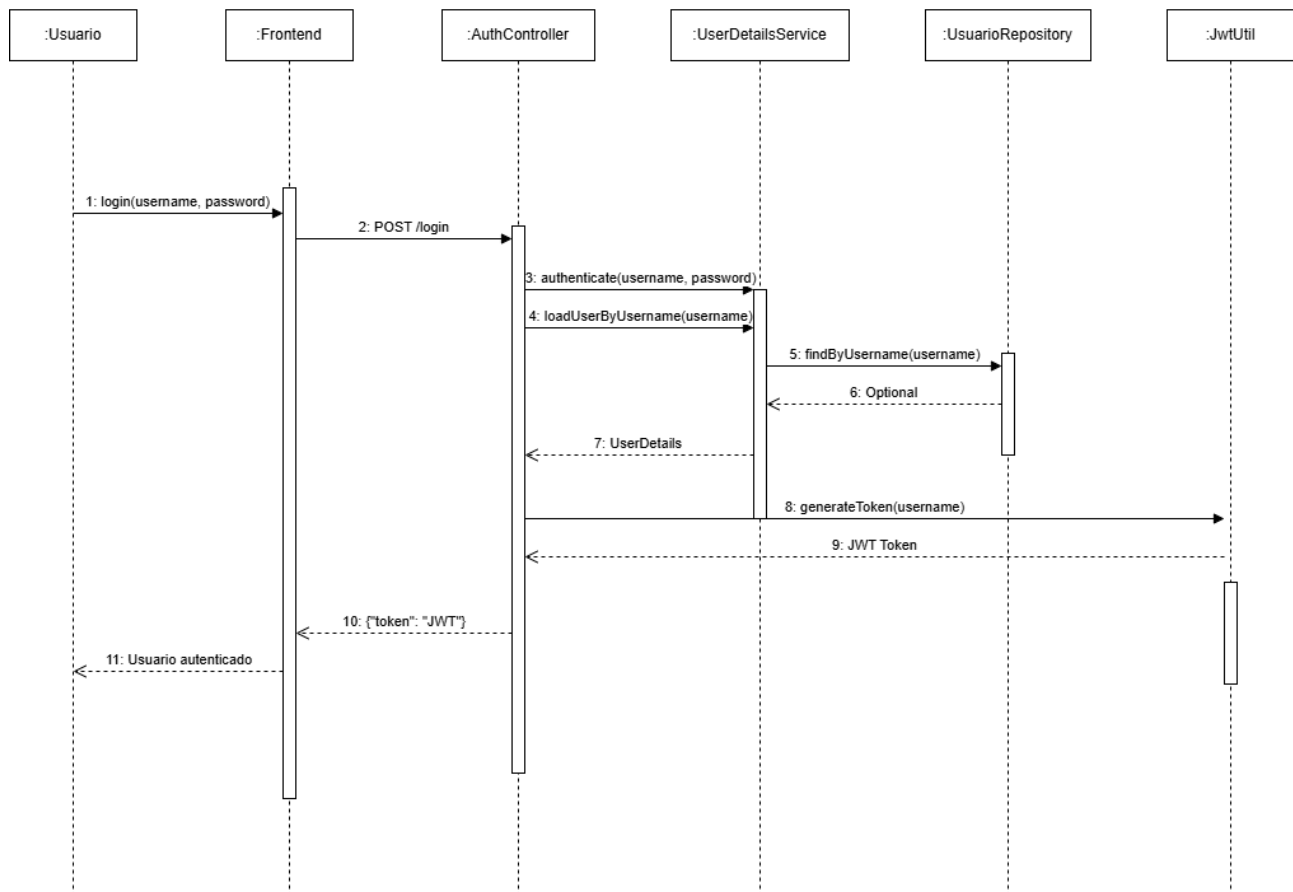 :Usuario
:Frontend
:AuthController
:UserDetailsService
:UsuarioRepository
:JwtUtil
1: login(username, password)
2: POST /login
3: authenticate(username, password)
4: loadUserByUsername(username)
5: findByUsername(username)
6: Optional
7: UserDetails
8: generateToken(username)
9: JWT Token
10: {"token": "JWT"}
11: Usuario autenticado